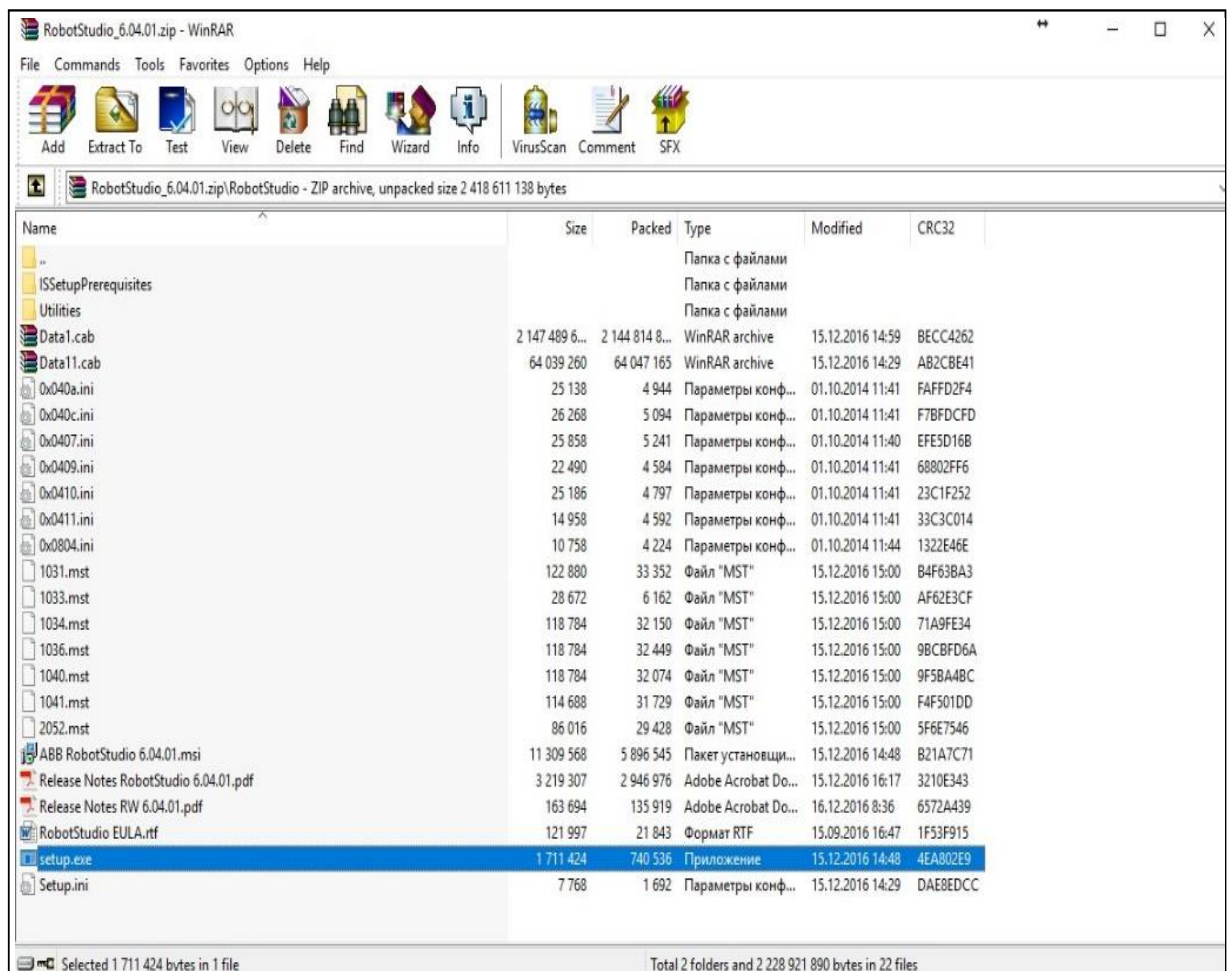 RobotStudio_6.04.01.zip - WinRAR
File Commands Tools Favorites Options Help
Add Extract To Test View Delete Find Wizard Info VirusScan Comment SFX
RobotStudio_6.04.01.zip\RobotStudio - ZIP archive, unpacked size 2 418 611 138 bytes
Name Size Packed Type Modified CRC32
.. Папка с файлами
ISSetupPrerequisites Папка с файлами
Utilities Папка с файлами
Data1.cab 2 147 489 6... 2 144 814 8... WinRAR archive 15.12.2016 14:59 BECC4262
Data11.cab 64 039 260 64 047 165 WinRAR archive 15.12.2016 14:29 AB2CBE41
0x040a.ini 25 138 4 944 Параметры конф... 01.10.2014 11:41 FAFFD2F4
0x040c.ini 26 268 5 094 Параметры конф... 01.10.2014 11:41 F7BFDCFD
0x0407.ini 25 858 5 241 Параметры конф... 01.10.2014 11:40 EFE5D16B
0x0409.ini 22 490 4 584 Параметры конф... 01.10.2014 11:41 68802FF6
0x0410.ini 25 186 4 797 Параметры конф... 01.10.2014 11:41 23C1F252
0x0411.ini 14 958 4 592 Параметры конф... 01.10.2014 11:41 33C3C014
0x0804.ini 10 758 4 224 Параметры конф... 01.10.2014 11:44 1322E46E
1031.mst 122 880 33 352 Файл "MST" 15.12.2016 15:00 B4F63BA3
1033.mst 28 672 6 162 Файл "MST" 15.12.2016 15:00 AF62E3CF
1034.mst 118 784 32 150 Файл "MST" 15.12.2016 15:00 71A9FE34
1036.mst 118 784 32 449 Файл "MST" 15.12.2016 15:00 9BCBFD6A
1040.mst 118 784 32 074 Файл "MST" 15.12.2016 15:00 9F5BA4BC
1041.mst 114 688 31 729 Файл "MST" 15.12.2016 15:00 F4F501DD
2052.mst 86 016 29 428 Файл "MST" 15.12.2016 15:00 5F6E7546
ABB RobotStudio 6.04.01.msi 11 309 568 5 896 545 Пакет установщи... 15.12.2016 14:48 B21A7C71
Release Notes RobotStudio 6.04.01.pdf 3 219 307 2 946 976 Adobe Acrobat Do... 15.12.2016 16:17 3210E343
Release Notes RW 6.04.01.pdf 163 694 135 919 Adobe Acrobat Do... 16.12.2016 8:36 6572A439
RobotStudio EULA.rtf 121 997 21 843 Формат RTF 15.09.2016 16:47 1F53F915
setup.exe 1 711 424 740 536 Приложение 15.12.2016 14:48 4EA802E9
Setup.ini 7 768 1 692 Параметры конф... 15.12.2016 14:29 DAE8EDCC
Selected 1 711 424 bytes in 1 file Total 2 folders and 2 228 921 890 bytes in 22 files